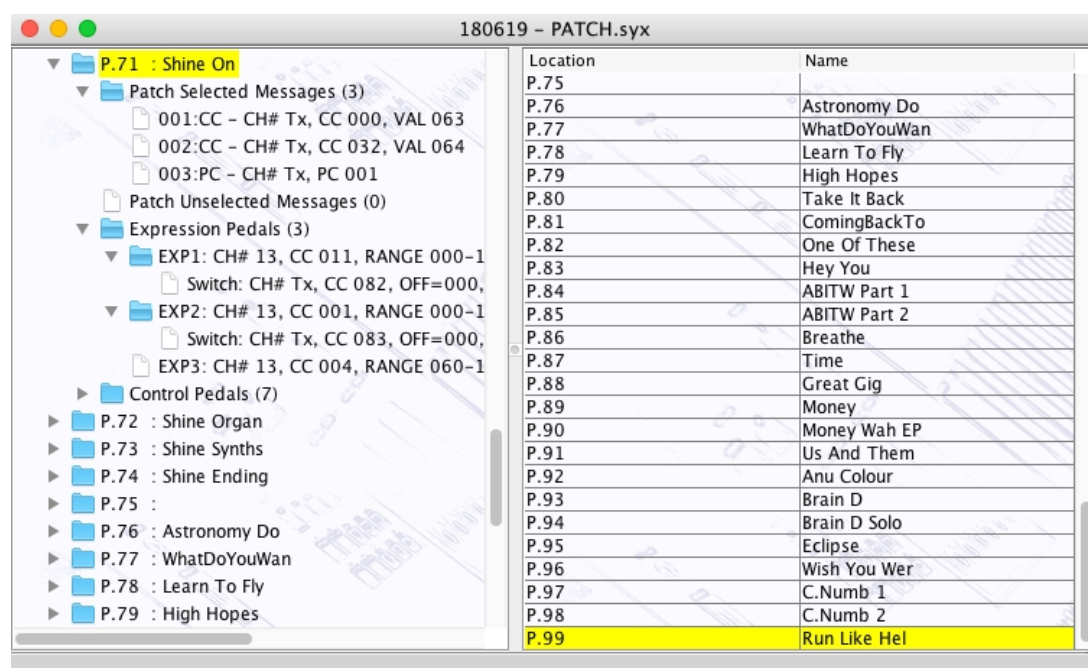 180619 – PATCH.syx
P.71 : Shine On
Patch Selected Messages (3)
001:CC – CH# Tx, CC 000, VAL 063
002:CC – CH# Tx, CC 032, VAL 064
003:PC – CH# Tx, PC 001
Patch Unselected Messages (0)
Expression Pedals (3)
EXP1: CH# 13, CC 011, RANGE 000–1
Switch: CH# Tx, CC 082, OFF=000,
EXP2: CH# 13, CC 001, RANGE 000–1
Switch: CH# Tx, CC 083, OFF=000,
EXP3: CH# 13, CC 004, RANGE 060–1
Control Pedals (7)
P.72 : Shine Organ
P.73 : Shine Synths
P.74 : Shine Ending
P.75 :
P.76 : Astronomy Do
P.77 : WhatDoYouWan
P.78 : Learn To Fly
P.79 : High Hopes
Location Name
P.75
P.76 Astronomy Do
P.77 WhatDoYouWan
P.78 Learn To Fly
P.79 High Hopes
P.80 Take It Back
P.81 ComingBackTo
P.82 One Of These
P.83 Hey You
P.84 ABITW Part 1
P.85 ABITW Part 2
P.86 Breathe
P.87 Time
P.88 Great Gig
P.89 Money
P.90 Money Wah EP
P.91 Us And Them
P.92 Anu Colour
P.93 Brain D
P.94 Brain D Solo
P.95 Eclipse
P.96 Wish You Wer
P.97 C.Numb 1
P.98 C.Numb 2
P.99 Run Like Hel